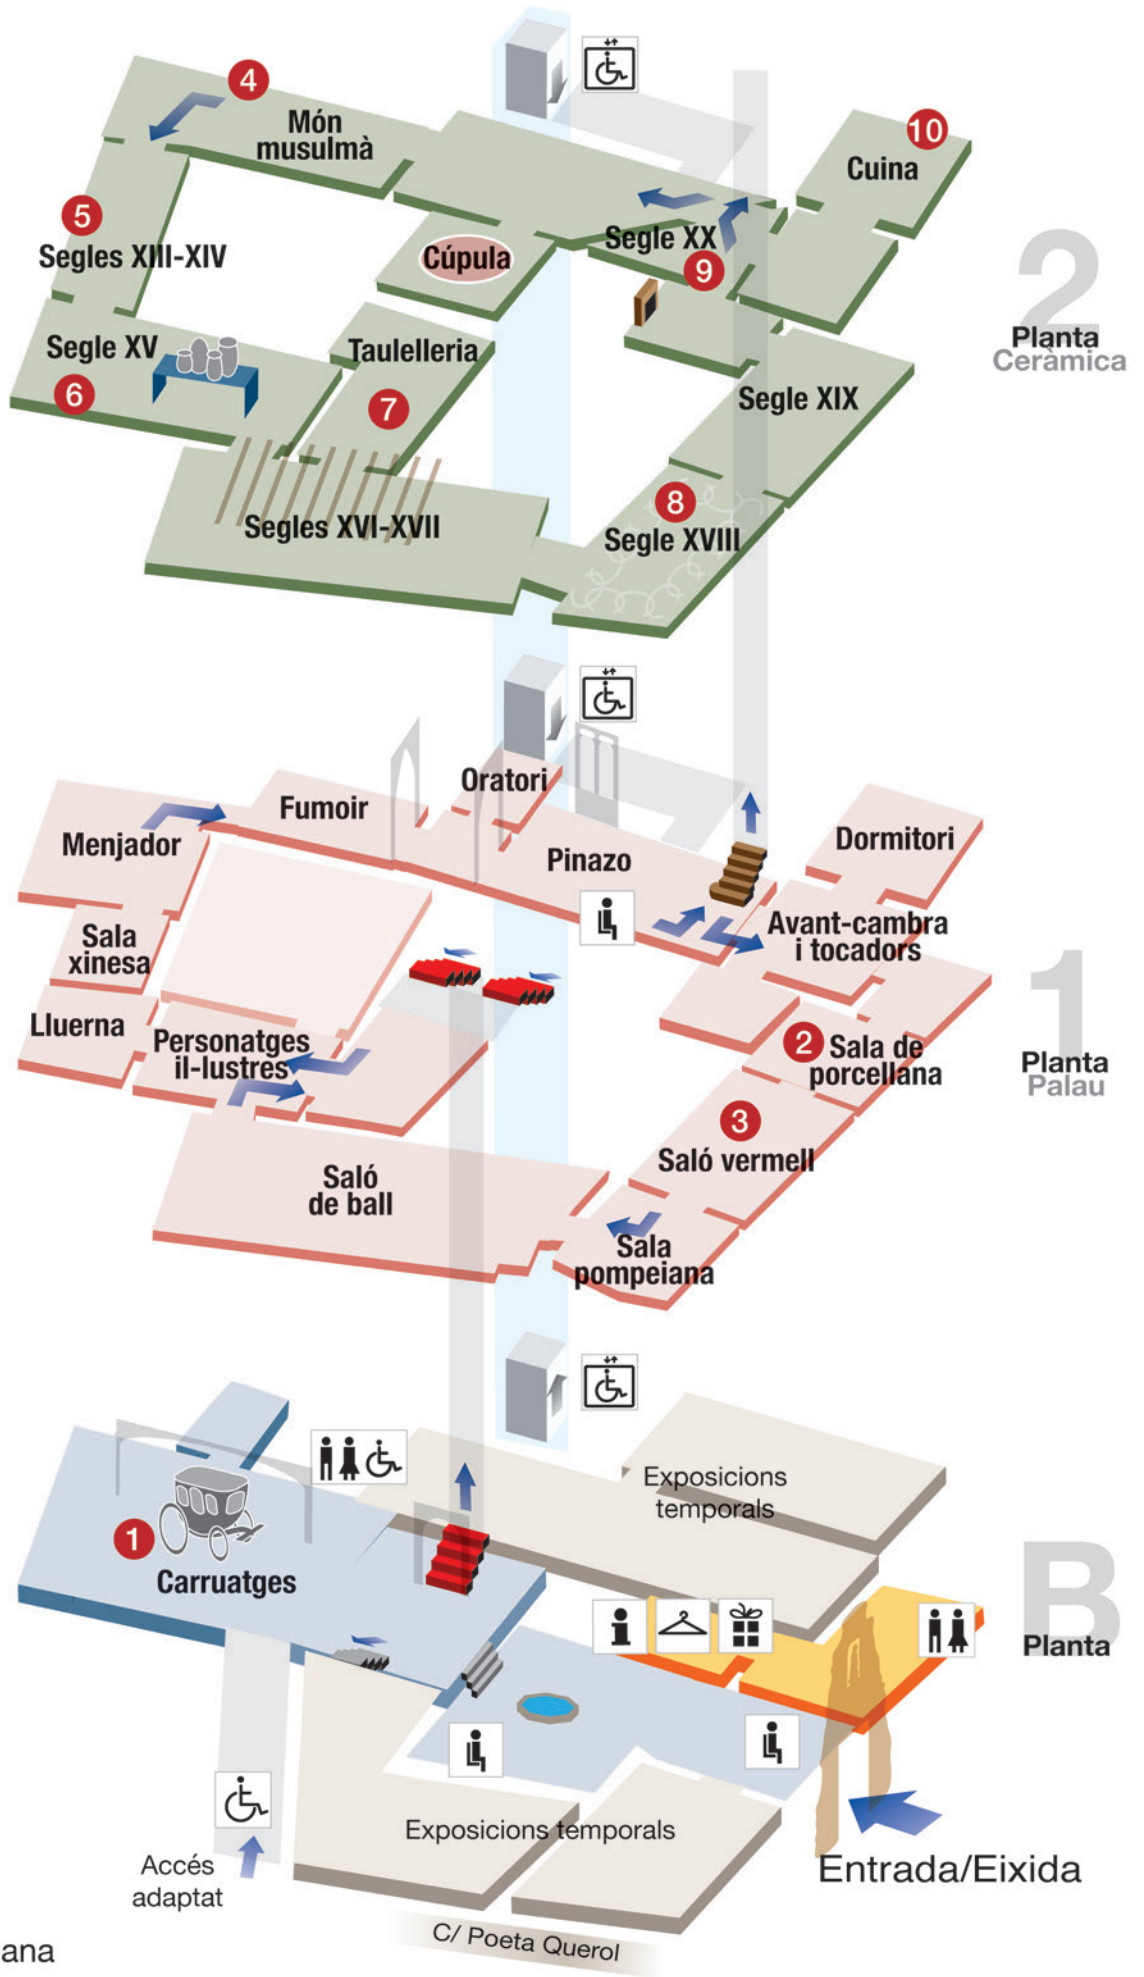 4
Món
musulmà
10
Cuina
5
Segles XIII-XIV
Cúpula
Segle XX
9
2
Planta
Ceràmica
Segle XV
6
Taulelleria
7
Segle XIX
8
Segle XVIII
Segles XVI-XVII
Oratori
Fumoir
Menjador
Pinazo
Dormitori
Sala
xinesa
Avant-cambra
i tocadors
Lluerna
Personatges
il-lustres
2
Sala de
porcellana
1
Planta
Palau
3
Saló vermell
Saló
de ball
Sala
pompeiana
Exposicions
temporals
1
Carruatges
B
Planta
Exposicions temporals
Accés
adaptat
Entrada/Eixida
C/ Poeta Querol
ana